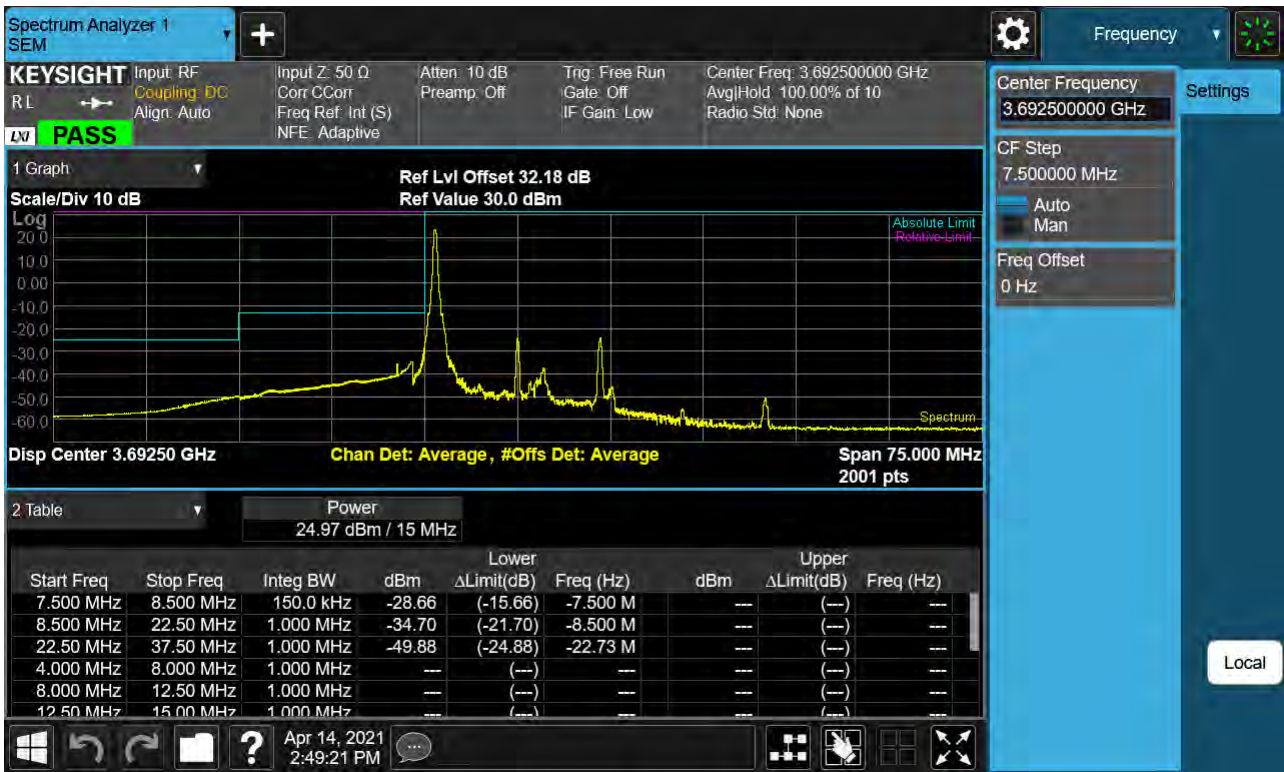 Spectrum Analyzer 1
SEM
+
Frequency
KEYSIGHT
R L
LXI
PASS
Input: RF
Coupling: DC
Align: Auto
Input Z: 50 Ω
Corr CCorr
Freq Ref: Int (S)
NFE: Adaptive
Atten: 10 dB
Preamp: Off
Trig: Free Run
Gate: Off
IF Gain: Low
Center Freq: 3.692500000 GHz
Avg|Hold: 100.00% of 10
Radio Std: None
Center Frequency
3.692500000 GHz
Settings
CF Step
7.500000 MHz
Auto
Man
Freq Offset
0 Hz
1 Graph
Scale/Div 10 dB
Ref Lvl Offset 32.18 dB
Ref Value 30.0 dBm
Log
20.0
10.0
0.00
-10.0
-20.0
-30.0
-40.0
-50.0
-60.0
Absolute Limit
Relative Limit
Spectrum
Disp Center 3.69250 GHz
Chan Det: Average, #Offs Det: Average
Span 75.000 MHz
2001 pts
2 Table
Power
24.97 dBm / 15 MHz
Lower Upper
Start Freq Stop Freq Integ BW dBm ΔLimit(dB) Freq (Hz) dBm ΔLimit(dB) Freq (Hz)
7.500 MHz 8.500 MHz 150.0 kHz -28.66 (-15.66) -7.500 M --- (---) ---
8.500 MHz 22.50 MHz 1.000 MHz -34.70 (-21.70) -8.500 M --- (---) ---
22.50 MHz 37.50 MHz 1.000 MHz -49.88 (-24.88) -22.73 M --- (---) ---
4.000 MHz 8.000 MHz 1.000 MHz --- (---) --- --- (---) ---
8.000 MHz 12.50 MHz 1.000 MHz --- (---) --- --- (---) ---
12.50 MHz 15.00 MHz 1.000 MHz --- (---) --- --- (---) ---
Local
?
Apr 14, 2021
2:49:21 PM